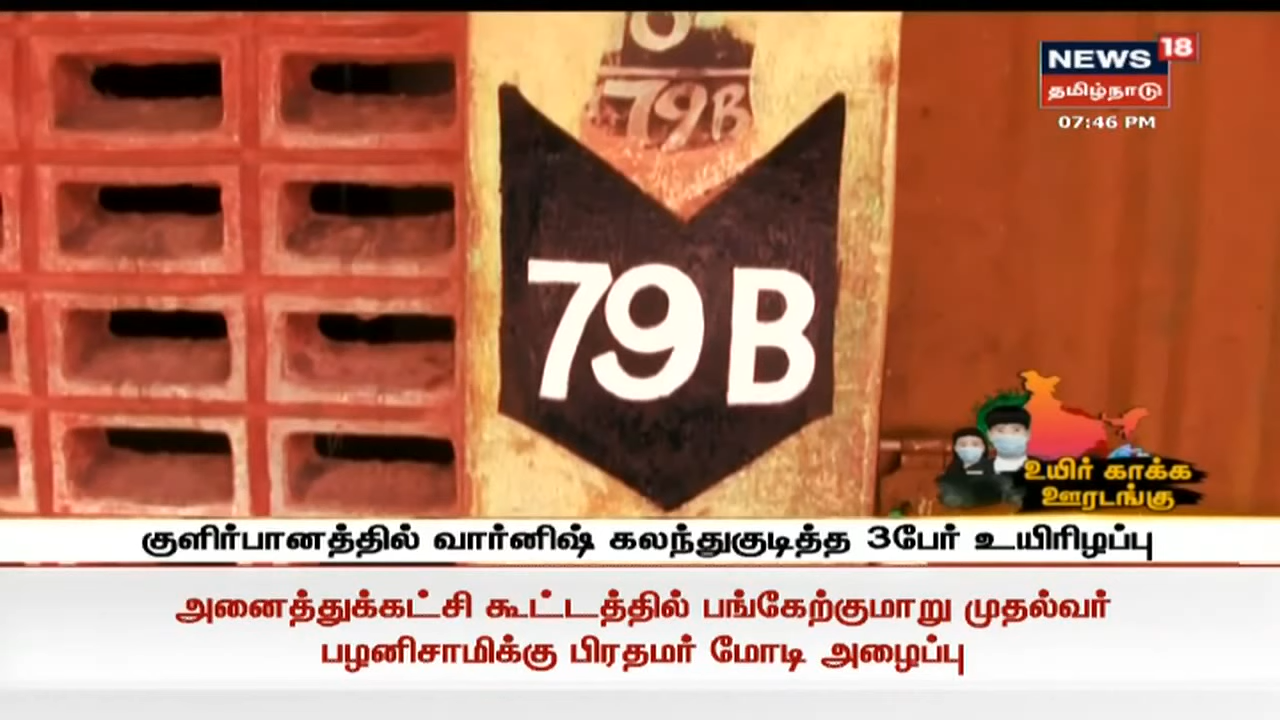 NEWS 18
தமிழ்நாடு
07:46 PM
79B
79B
உயிர் காக்க
ஊரடங்கு
குளிர்பானத்தில் வார்னிஷ் கலந்துகுடித்த 3பேர் உயிரிழப்பு
அனைத்துக்கட்சி கூட்டத்தில் பங்கேற்குமாறு முதல்வர்
பழனிசாமிக்கு பிரதமர் மோடி அழைப்பு